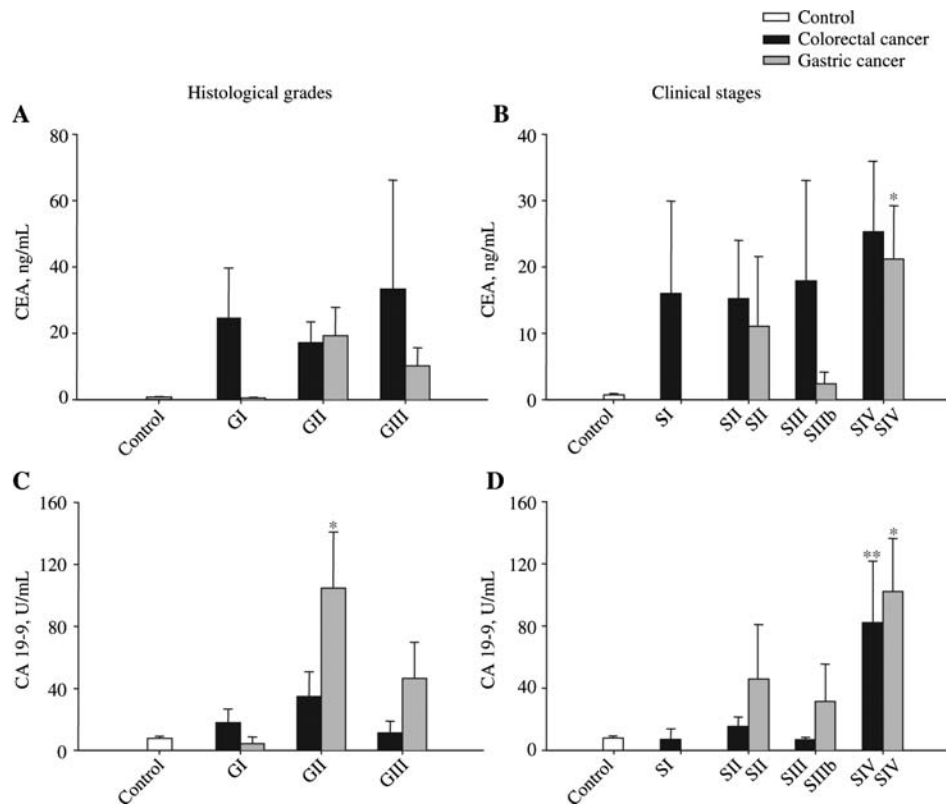 Control
Colorectal cancer
Gastric cancer
Histological grades
Clinical stages
A
80
60
40
20
0
CEA, ng/mL
Control
GI
GII
GIII
B
40
30
20
10
0
CEA, ng/mL
*
Control
SI
SII
SII
SIII
SIIIb
SIV
SIV
C
160
120
80
40
0
CA 19-9, U/mL
*
Control
GI
GII
GIII
D
160
120
80
40
0
CA 19-9, U/mL
**
*
Control
SI
SII
SII
SIII
SIIIb
SIV
SIV